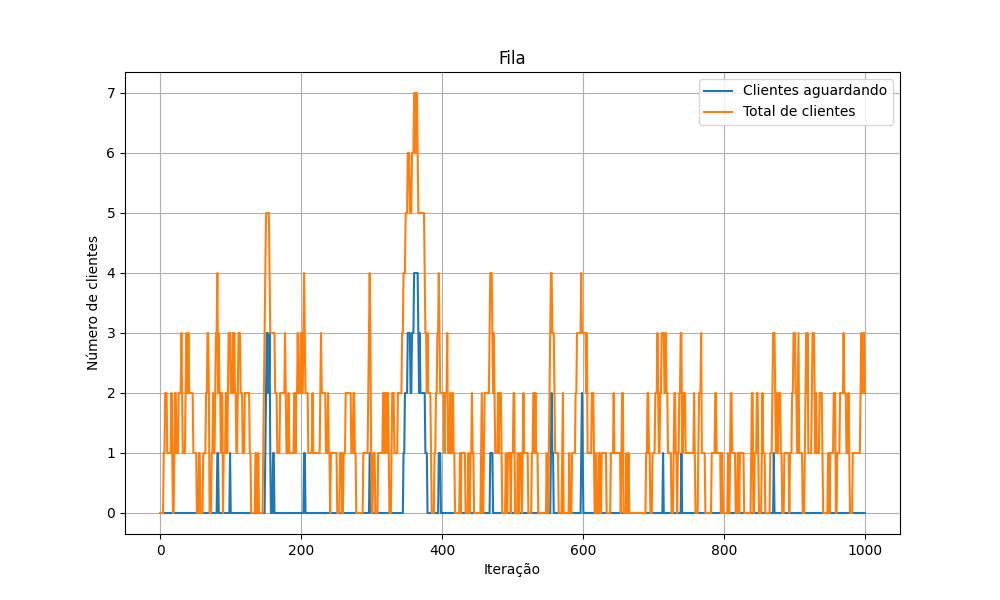 Fila
Clientes aguardando
Total de clientes
Número de clientes
7
6
5
4
3
2
1
0
0 200 400 600 800 1000
Iteração